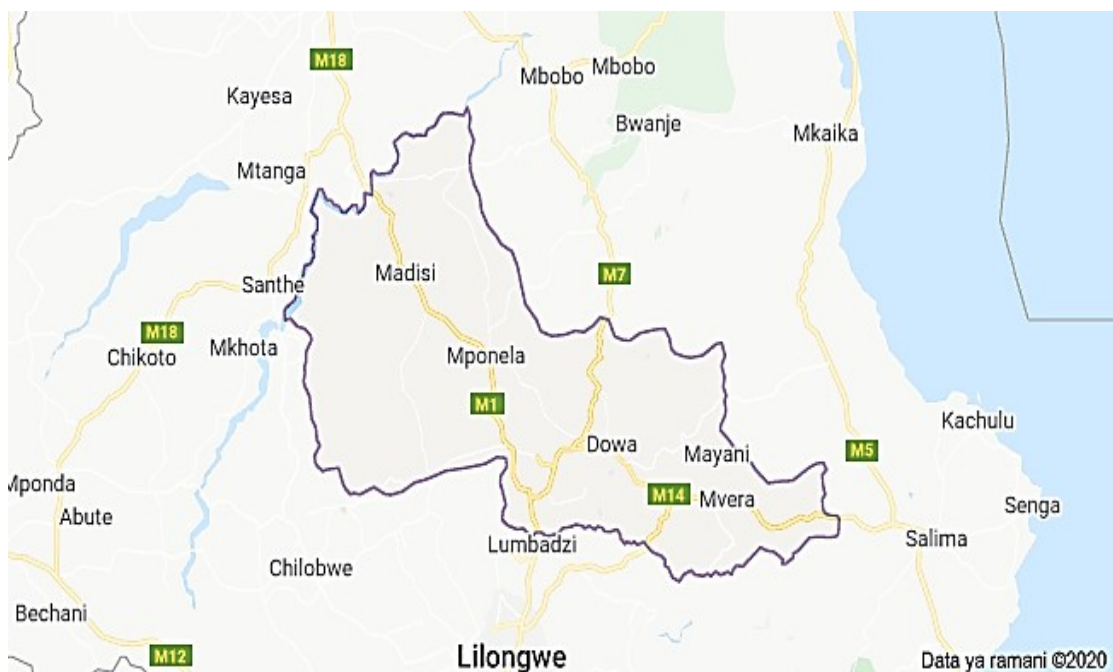 M18
Mbobo
Mbobo
Kayesa
Bwanje
Mkaika
Mtanga
Madisi
M7
Santhe
M18
Chikoto
Mkhota
Mponela
M1
Kachulu
Dowa
Mayani
M5
Mponda
M14
Mvera
Senga
Abute
Lumbadzi
Salima
Chilobwe
Bechani
M12
Lilongwe
Data ya ramani ©2020